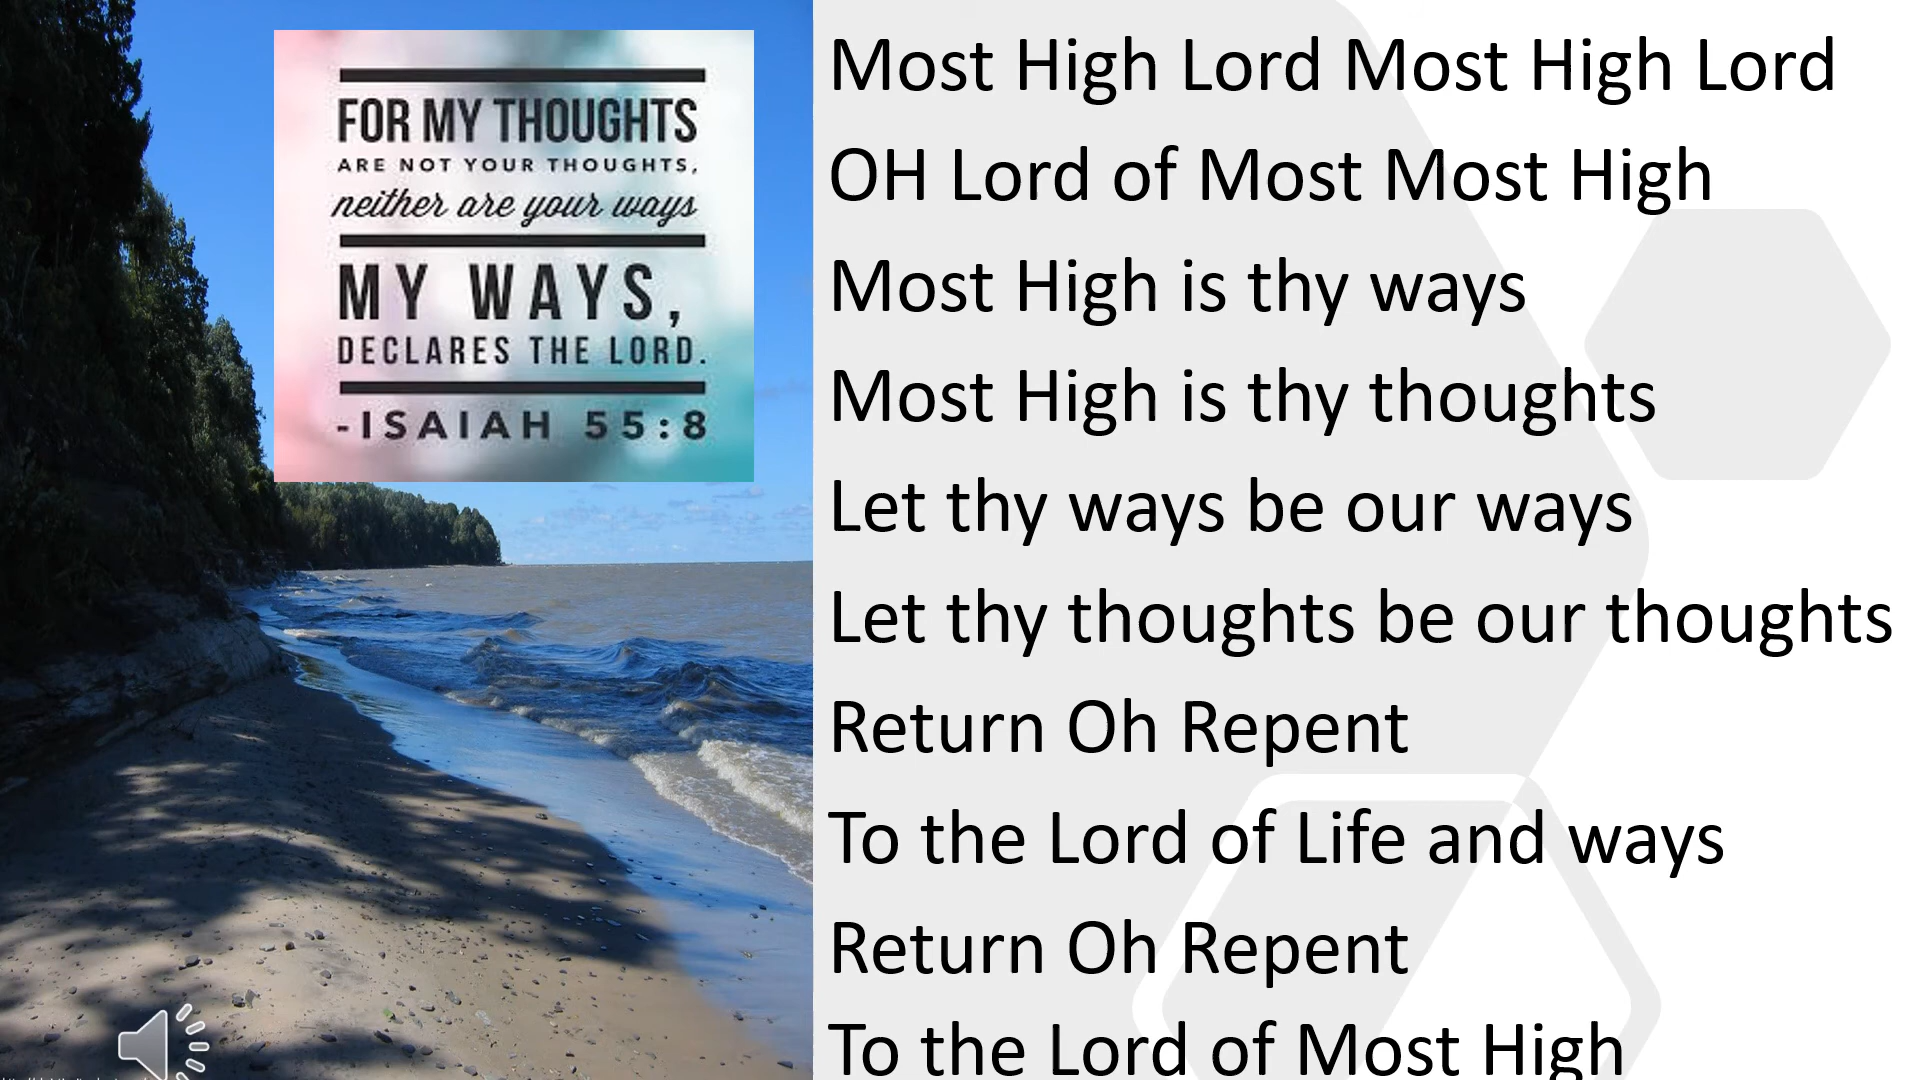 FOR MY THOUGHTS
ARE NOT YOUR THOUGHTS,
neither are your ways
MY WAYS,
DECLARES THE LORD.
-ISAIAH 55:8
Most High Lord Most High Lord
OH Lord of Most Most High
Most High is thy ways
Most High is thy thoughts
Let thy ways be our ways
Let thy thoughts be our thoughts
Return Oh Repent
To the Lord of Life and ways
Return Oh Repent
To the Lord of Most High